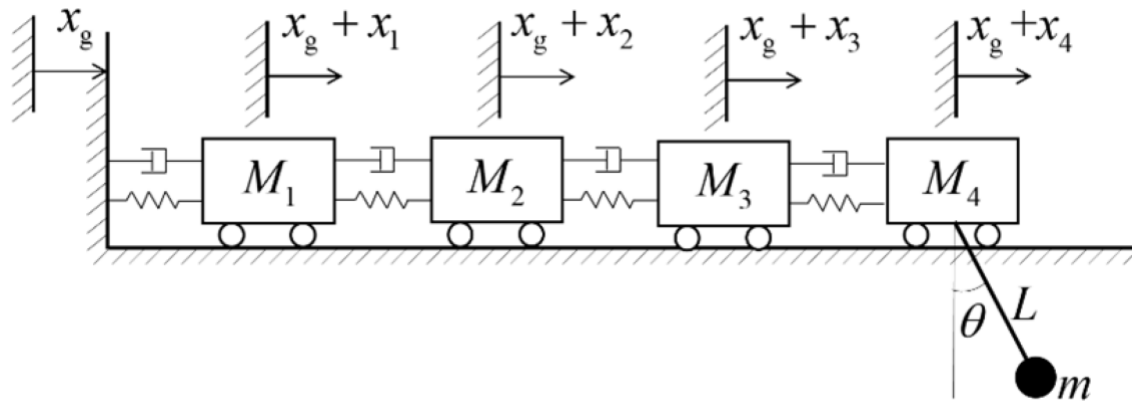 x_g x_g + x_1 x_g + x_2 x_g + x_3 x_g + x_4
M_1 M_2 M_3 M_4
θ L
m